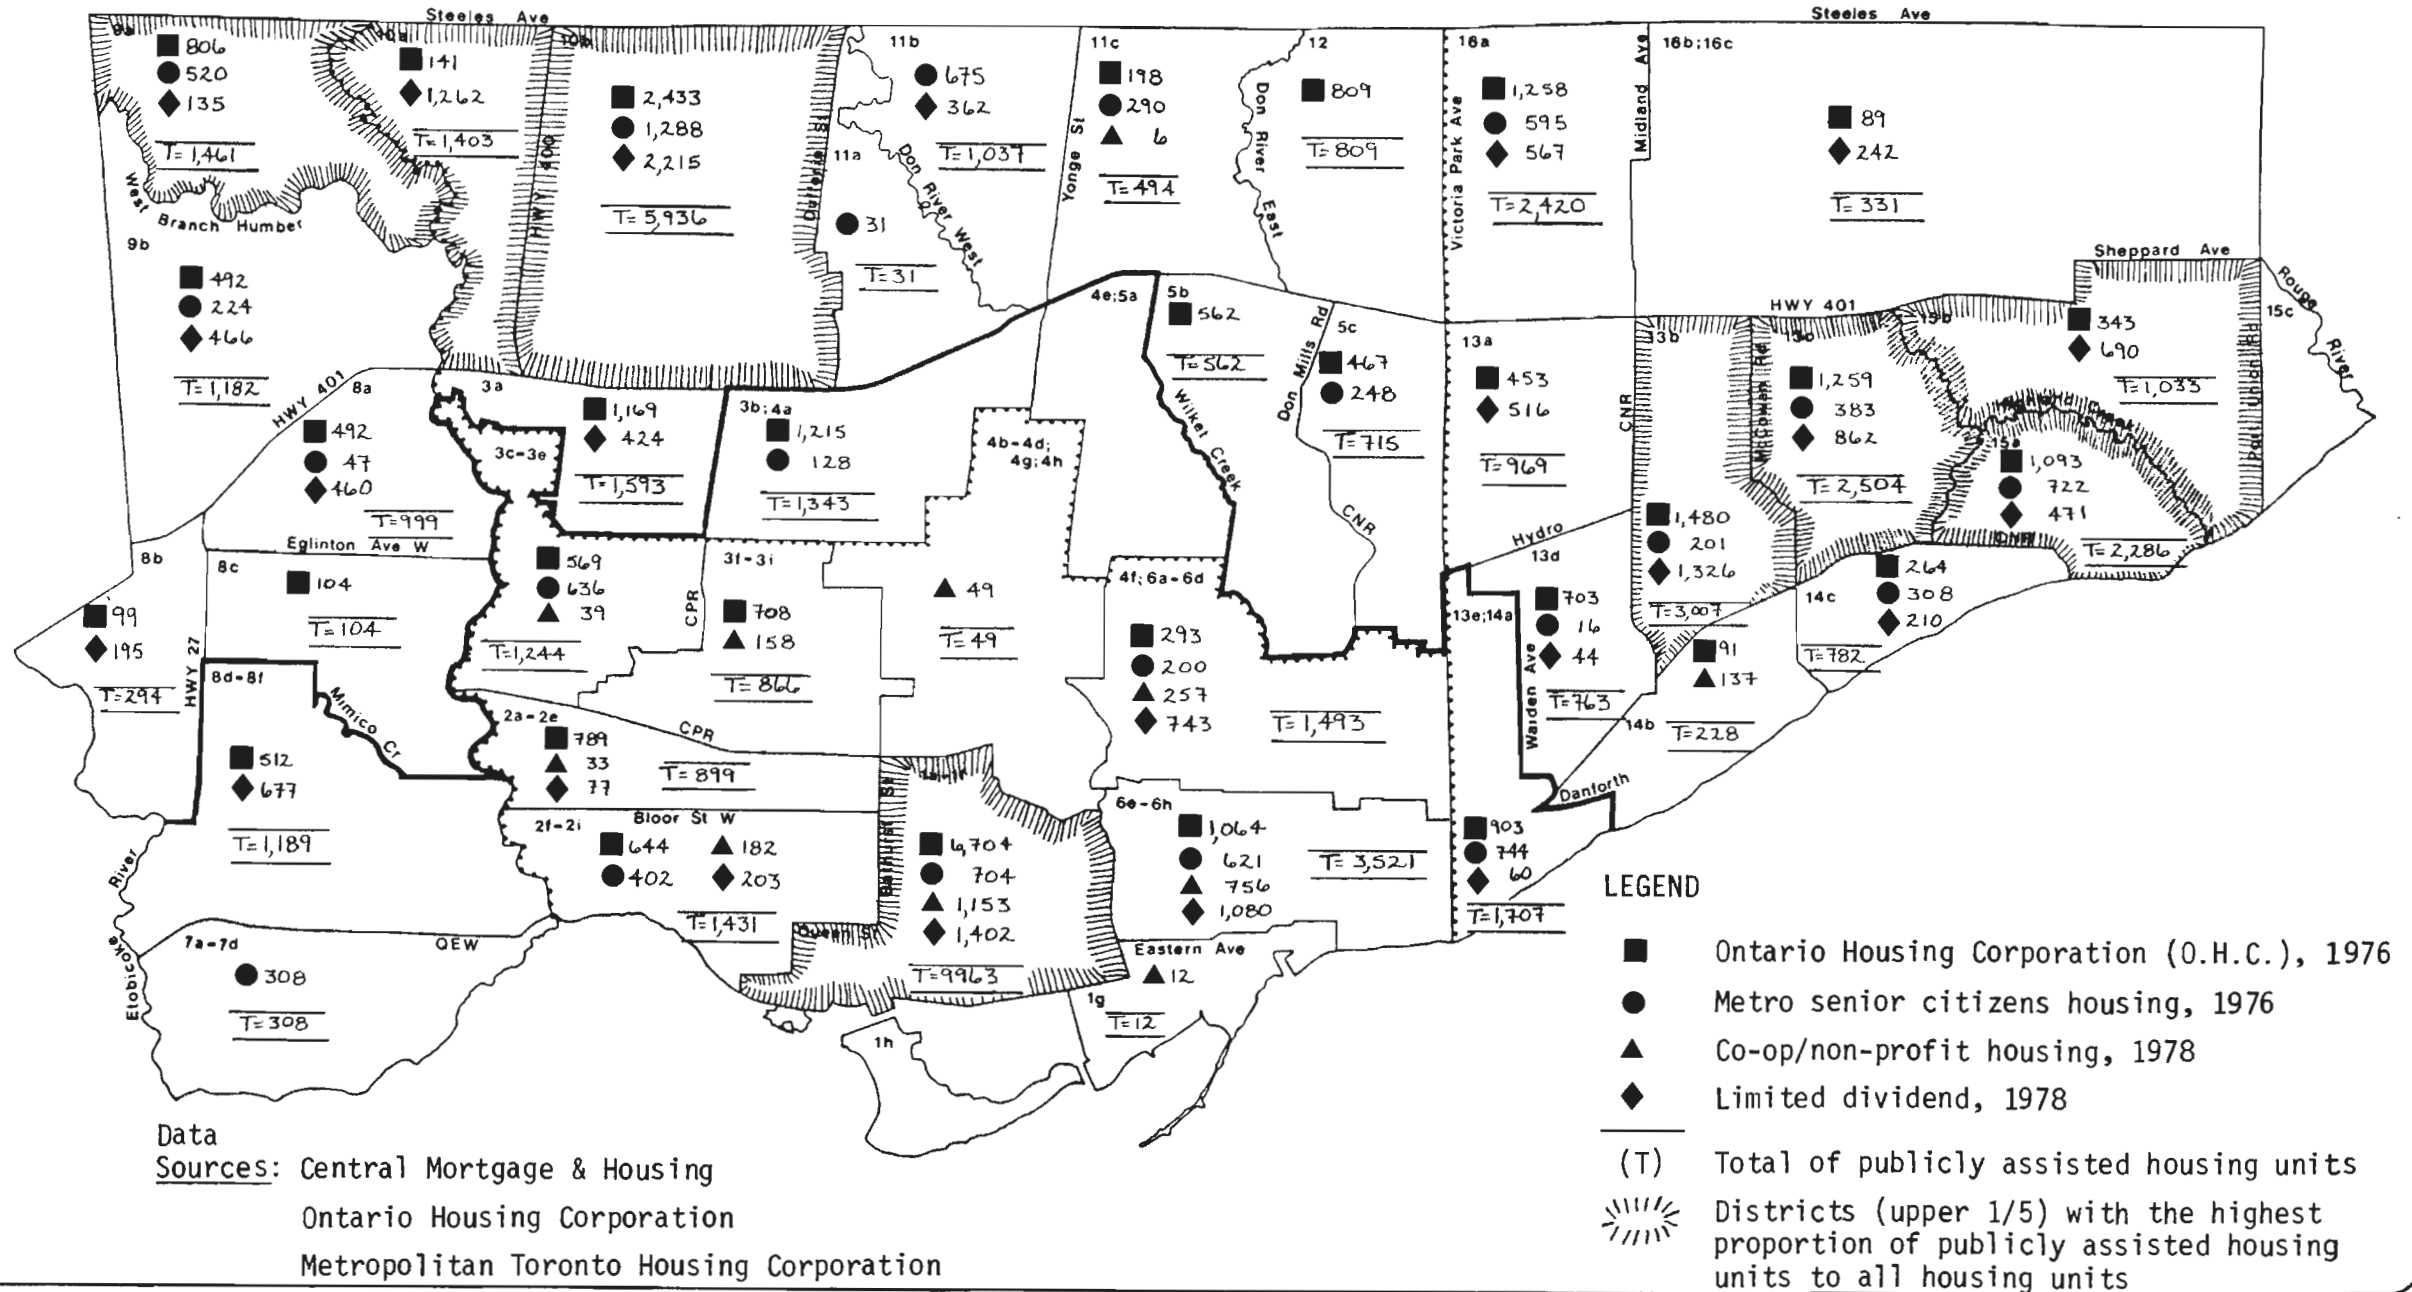 Steeles Ave
Steeles Ave
9a
806
520
135
T=1,461
10a
141
1,262
T=1,403
10b
2,433
1,288
2,215
T=5,936
HWY 400
Dufferin St
11a
31
T=31
11b
675
362
T=1,037
Don River West
Yonge St
11c
198
290
6
T=494
12
809
T=809
Don River East
Victoria Park Ave
16a
1,258
595
567
T=2,420
Midland Ave
16b;16c
89
242
T=331
West Branch Humber
9b
492
224
466
T=1,182
HWY 401
8a
492
47
460
T=999
Eglinton Ave W
3a
1,169
424
T=1,593
3c-3e
569
636
39
T=1,244
3b;4a
1,215
128
T=1,343
4e;5a
4b-4d;
4g;4h
49
T=49
5b
562
T=562
Wilket Creek
Don Mills Rd
5c
467
248
T=715
CNR
13a
453
516
T=969
Hydro
CNR
13b
1,480
201
1,326
T=3,007
HWY 401
McCowan Rd
13c
1,259
383
862
T=2,504
15b
343
690
T=1,033
Sheppard Ave
Highland Creek
15a
1,093
722
471
T=2,286
CNR
Port Union Rd
15c
Rouge River
8b
99
195
T=294
HWY 27
8c
104
T=104
8d-8f
512
677
T=1,189
Mimico Cr
CPR
3f-3i
708
158
T=866
CPR
2a-2e
789
33
77
T=899
Bloor St W
2f-2i
644
402
182
203
T=1,431
Bathurst St
Queen St
1a-1f
6,704
704
1,153
1,402
T=9963
4f;6a-6d
293
200
257
743
T=1,493
6e-6h
1,064
621
756
1,080
T=3,521
Eastern Ave
12
1g
T=12
1h
13d
703
16
44
T=763
Warden Ave
13e;14a
903
744
60
T=1,707
Danforth
14b
91
137
T=228
14c
264
308
210
T=782
Etobicoke River
7a-7d
QEW
308
T=308
LEGEND
Ontario Housing Corporation (O.H.C.), 1976
Metro senior citizens housing, 1976
Co-op/non-profit housing, 1978
Limited dividend, 1978
(T) Total of publicly assisted housing units
Districts (upper 1/5) with the highest
proportion of publicly assisted housing
units to all housing units
Data
Sources: Central Mortgage & Housing
Ontario Housing Corporation
Metropolitan Toronto Housing Corporation